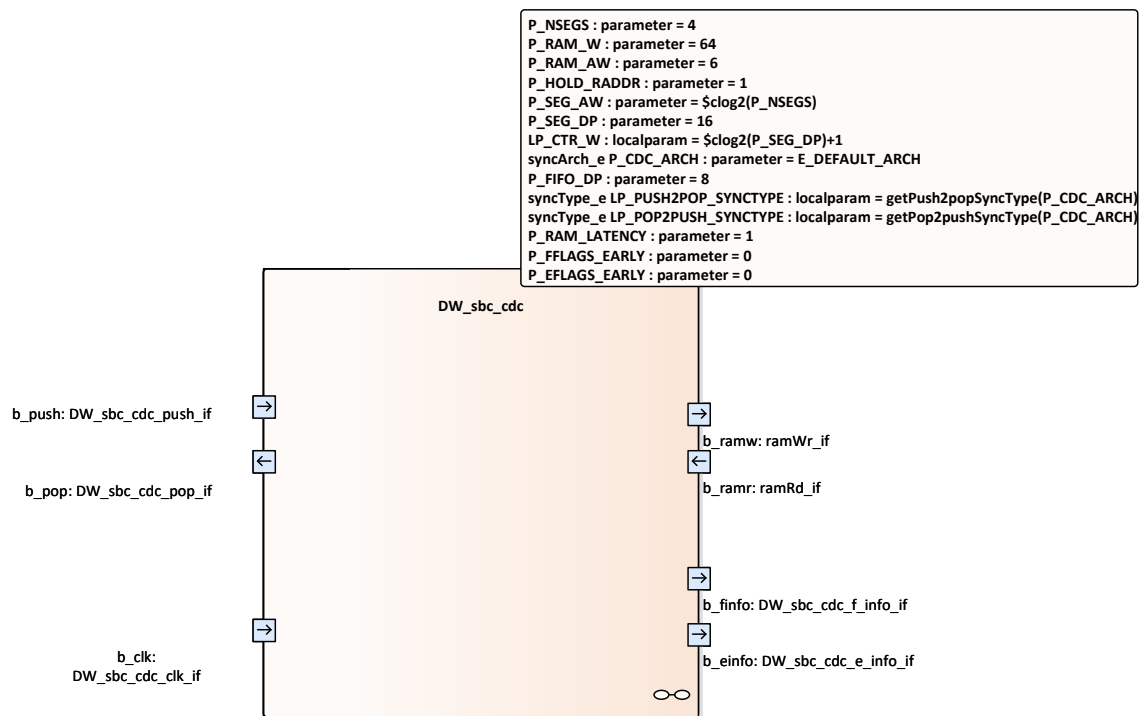 P_NSEGS : parameter = 4
P_RAM_W : parameter = 64
P_RAM_AW : parameter = 6
P_HOLD_RADDR : parameter = 1
P_SEG_AW : parameter = $clog2(P_NSEGS)
P_SEG_DP : parameter = 16
LP_CTR_W : localparam = $clog2(P_SEG_DP)+1
syncArch_e P_CDC_ARCH : parameter = E_DEFAULT_ARCH
P_FIFO_DP : parameter = 8
syncType_e LP_PUSH2POP_SYNCTYPE : localparam = getPush2popSyncType(P_CDC_ARCH)
syncType_e LP_POP2PUSH_SYNCTYPE : localparam = getPop2pushSyncType(P_CDC_ARCH)
P_RAM_LATENCY : parameter = 1
P_FFLAGS_EARLY : parameter = 0
P_EFLAGS_EARLY : parameter = 0
DW_sbc_cdc
b_push: DW_sbc_cdc_push_if
b_pop: DW_sbc_cdc_pop_if
b_clk:
DW_sbc_cdc_clk_if
b_ramw: ramWr_if
b_ramr: ramRd_if
b_finfo: DW_sbc_cdc_f_info_if
b_einfo: DW_sbc_cdc_e_info_if